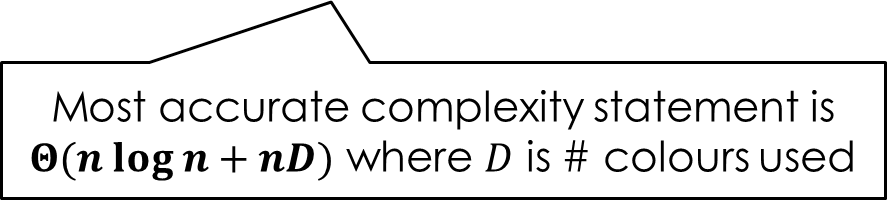 Most accurate complexity statement is
𝚯(𝒏 𝐥𝐨𝐠 𝒏 + 𝒏𝑫) where 𝐷 is # colours used